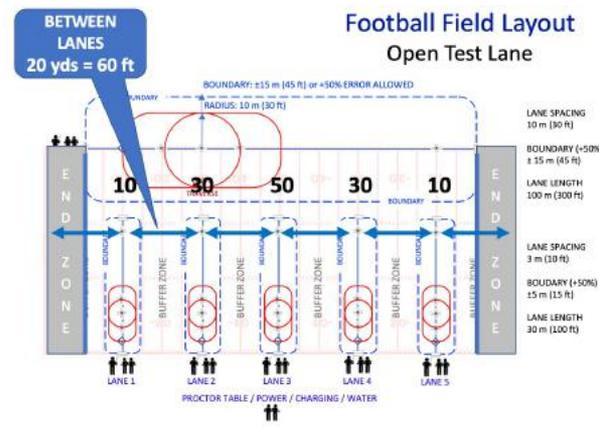 BETWEEN
LANES
20 yds = 60 ft
Football Field Layout
Open Test Lane
BOUNDARY: ±15 m (45 ft) or +50% ERROR ALLOWED
BOUNDARY
RADIUS: 10 m (30 ft)
LANE SPACING
10 m (30 ft)
BOUNDARY (+50%
± 15 m (45 ft)
LANE LENGTH
100 m (300 ft)
10 30 50 30 10
TRAVERSE
BOUNDARY
END ZONE
END ZONE
LANE SPACING
3 m (10 ft)
BOUDARY (+50%)
±5 m (15 ft)
LANE LENGTH
30 m (100 ft)
BUFFER ZONE
BUFFER ZONE
BUFFER ZONE
BUFFER ZONE
LANE 1
LANE 2
LANE 3
LANE 4
LANE 5
PROCTOR TABLE / POWER / CHARGING / WATER